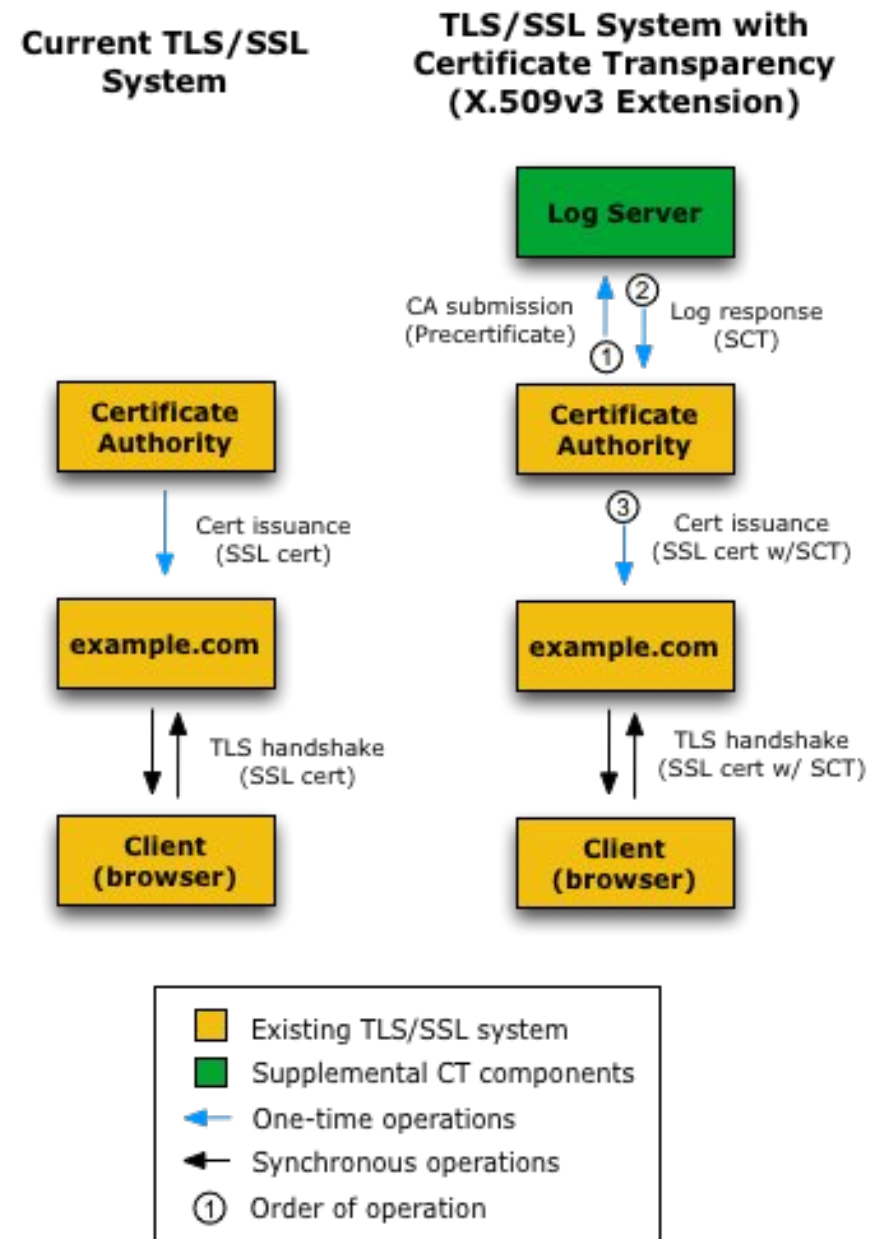 Current TLS/SSL
System
TLS/SSL System with
Certificate Transparency
(X.509v3 Extension)
Certificate
Authority
Cert issuance
(SSL cert)
example.com
TLS handshake
(SSL cert)
Client
(browser)
Log Server
CA submission
(Precertificate)
1
2
Log response
(SCT)
Certificate
Authority
3
Cert issuance
(SSL cert w/SCT)
example.com
TLS handshake
(SSL cert w/ SCT)
Client
(browser)
Existing TLS/SSL system
Supplemental CT components
One-time operations
Synchronous operations
1 Order of operation